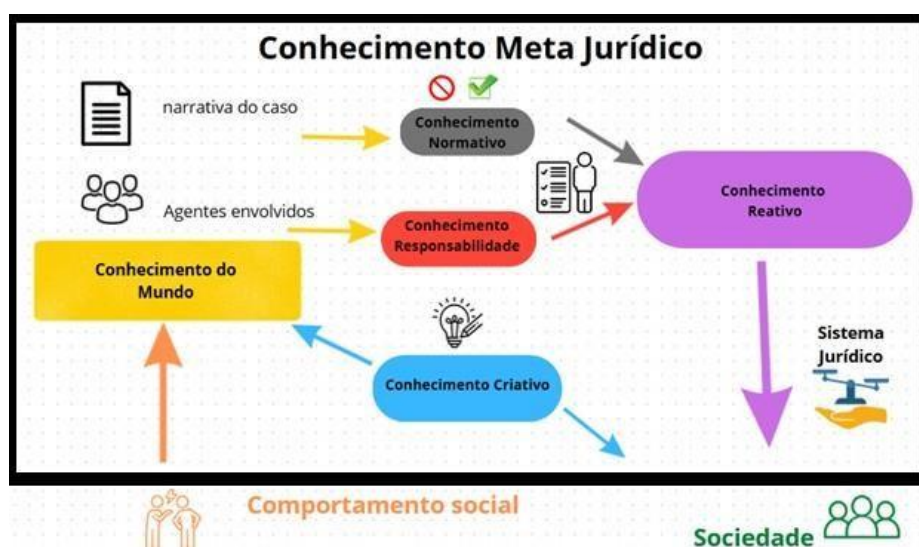 Conhecimento Meta Jurídico
narrativa do caso
Conhecimento
Normativo
Agentes envolvidos
Conhecimento
Responsabilidade
Conhecimento
Reativo
Conhecimento do
Mundo
Conhecimento Criativo
Sistema
Jurídico
Comportamento social
Sociedade